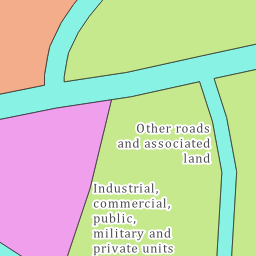 Other roads
and associated
land
Industrial,
commercial,
public,
military and
private units